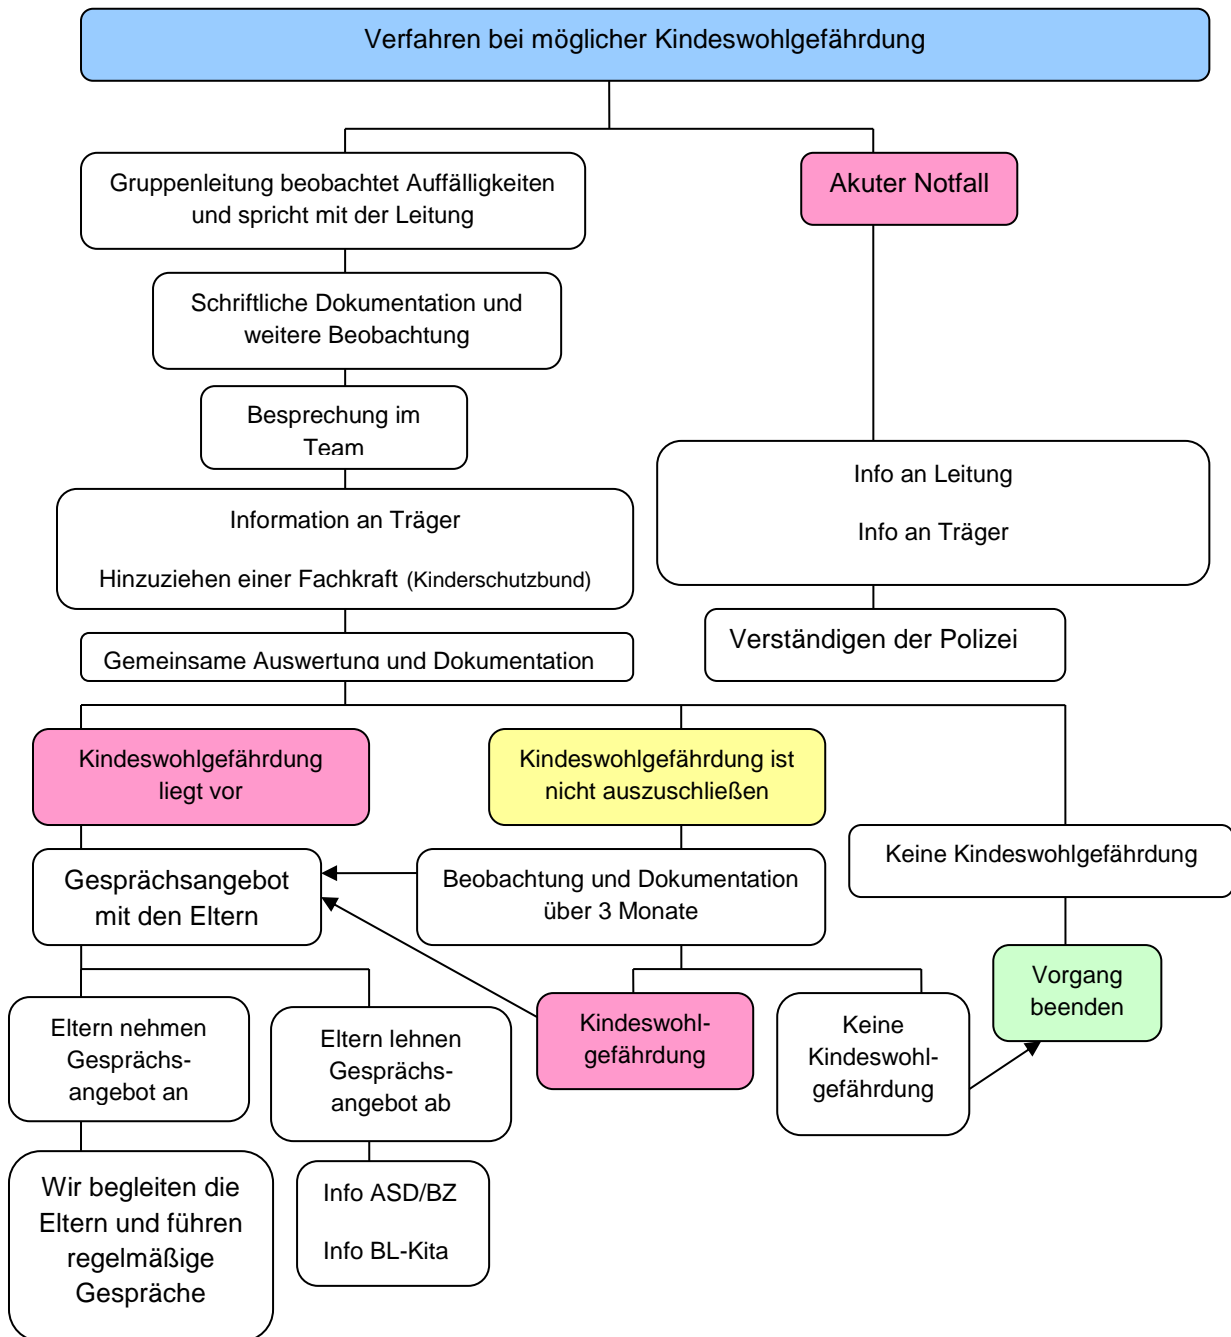 Verfahren bei möglicher Kindeswohlgefährdung
Gruppenleitung beobachtet Auffälligkeiten
und spricht mit der Leitung
Akuter Notfall
Schriftliche Dokumentation und
weitere Beobachtung
Besprechung im
Team
Information an Träger
Hinzuziehen einer Fachkraft (Kinderschutzbund)
Info an Leitung
Info an Träger
Verständigen der Polizei
Gemeinsame Auswertung und Dokumentation
Kindeswohlgefährdung
liegt vor
Kindeswohlgefährdung ist
nicht auszuschließen
Keine Kindeswohlgefährdung
Gesprächsangebot
mit den Eltern
Beobachtung und Dokumentation
über 3 Monate
Vorgang
beenden
Eltern nehmen
Gesprächs-
angebot an
Eltern lehnen
Gesprächs-
angebot ab
Kindeswohl-
gefährdung
Keine
Kindeswohl-
gefährdung
Wir begleiten die
Eltern und führen
regelmäßige
Gespräche
Info ASD/BZ
Info BL-Kita